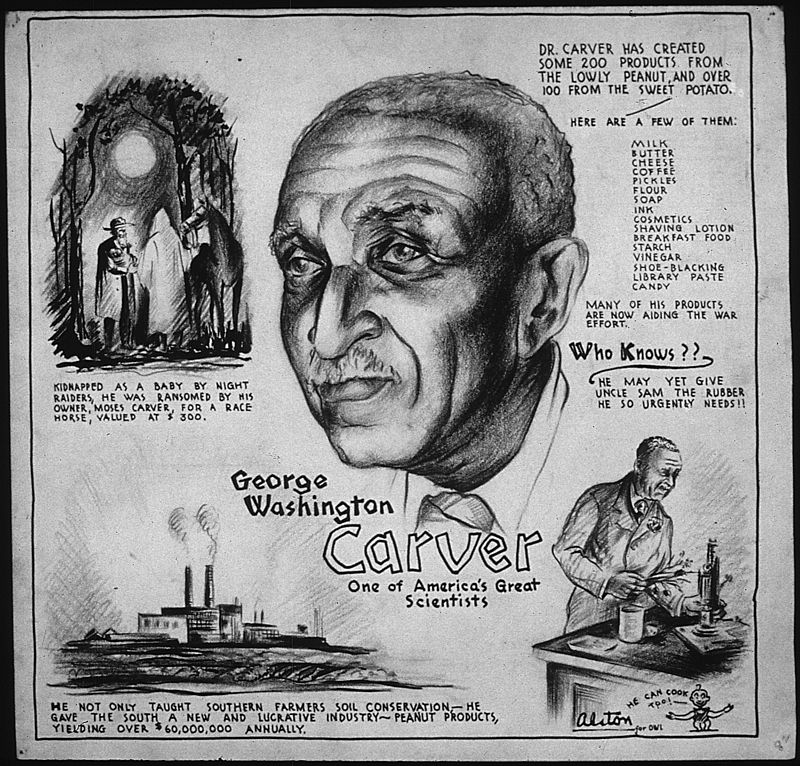 DR. CARVER HAS CREATED
SOME 200 PRODUCTS FROM
THE LOWLY PEANUT, AND OVER
100 FROM THE SWEET POTATO.
HERE ARE A FEW OF THEM:
MILK
BUTTER
CHEESE
COFFEE
PICKLES
FLOUR
SOAP
INK
COSMETICS
SHAVING LOTION
BREAKFAST FOOD
STARCH
VINEGAR
SHOE-BLACKING
LIBRARY PASTE
CANDY
MANY OF HIS PRODUCTS
ARE NOW AIDING THE WAR
EFFORT.
Who Knows??
HE MAY YET GIVE
UNCLE SAM THE RUBBER
HE SO URGENTLY NEEDS!!
KIDNAPPED AS A BABY BY NIGHT
RAIDERS, HE WAS RANSOMED BY HIS
OWNER, MOSES CARVER, FOR A RACE
HORSE, VALUED AT $300.
George
Washington
Carver
One of America's Great
Scientists
HE NOT ONLY TAUGHT SOUTHERN FARMERS SOIL CONSERVATION—HE
GAVE THE SOUTH A NEW AND LUCRATIVE INDUSTRY—PEANUT PRODUCTS,
YIELDING OVER $60,000,000 ANNUALLY.
HE CAN COOK
TOO!
Alston
for OWI